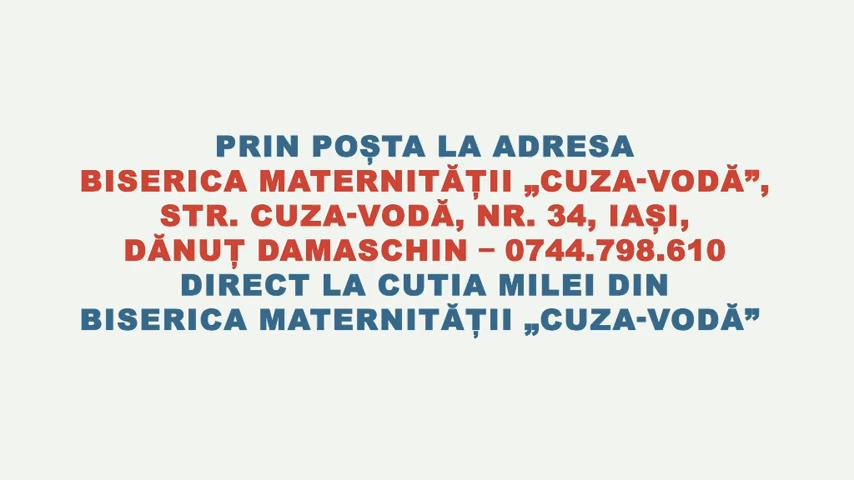 PRIN POȘTA LA ADRESA
BISERICA MATERNITĂȚII „CUZA-VODĂ”,
STR. CUZA-VODĂ, NR. 34, IAȘI,
DĂNUȚ DAMASCHIN – 0744.798.610
DIRECT LA CUTIA MILEI DIN
BISERICA MATERNITĂȚII „CUZA-VODĂ”